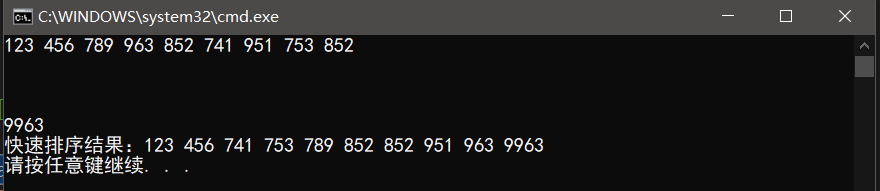 C:\WINDOWS\system32\cmd.exe
123 456 789 963 852 741 951 753 852
9963
快速排序结果：123 456 741 753 789 852 852 951 963 9963
请按任意键继续. . .